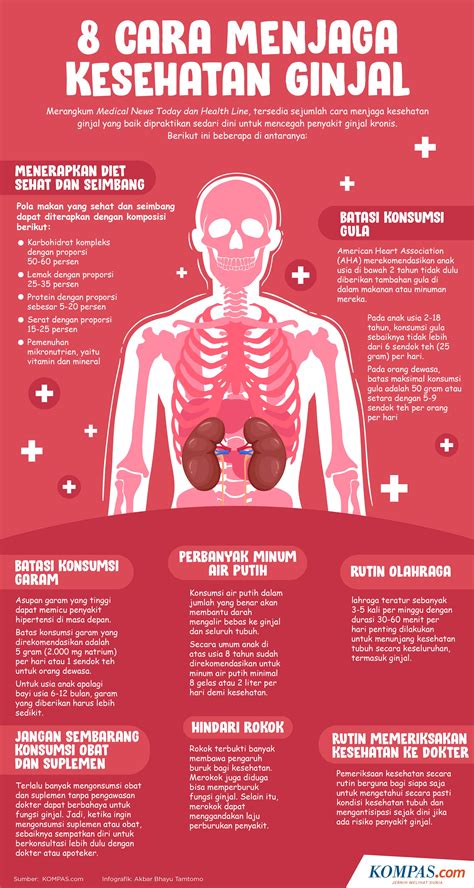 8 CARA MENJAGA
KESEHATAN GINJAL
Merangkum Medical News Today dan Health Line, tersedia sejumlah cara menjaga kesehatan
ginjal yang baik dipraktikan sedari dini untuk mencegah penyakit ginjal kronis.
Berikut ini beberapa di antaranya:
MENERAPKAN DIET
SEHAT DAN SEIMBANG
Pola makan yang sehat dan seimbang
dapat diterapkan dengan komposisi
berikut:
Karbohidrat kompleks
dengan proporsi
50-60 persen
Lemak dengan proporsi
25-35 persen
Protein dengan proporsi
sebesar 5-20 persen
Serat dengan proporsi
15-25 persen
Pemenuhan
mikronutrien, yaitu
vitamin dan mineral
BATASI KONSUMSI
GULA
American Heart Association
(AHA) merekomendasikan anak
usia di bawah 2 tahun tidak dulu
diberikan tambahan gula di
dalam makanan atau minuman
mereka.
Pada anak usia 2-18
tahun, konsumsi gula
sebaiknya tidak lebih
dari 6 sendok teh (25
gram) per hari.
Pada orang dewasa,
batas maksimal konsumsi
gula adalah 50 gram atau
setara dengan 5-9
sendok teh per orang
per hari
BATASI KONSUMSI
GARAM
Asupan garam yang tinggi
dapat memicu penyakit
hipertensi di masa depan.
Batas konsumsi garam yang
direkomendasikan adalah
5 gram (2.000 mg natrium)
per hari atau 1 sendok teh
untuk orang dewasa.
Untuk usia anak apalagi
bayi usia 6-12 bulan, garam
yang diberikan harus lebih
sedikit.
PERBANYAK MINUM
AIR PUTIH
Konsumsi air putih dalam
jumlah yang benar akan
membantu darah
mengalir bebas ke ginjal
dan seluruh tubuh.
Secara umum anak di
atas usia 8 tahun sudah
direkomendasikan untuk
minum air putih minimal
8 gelas atau 2 liter per
hari demi kesehatan.
RUTIN OLAHRAGA
lahraga teratur sebanyak
3-5 kali per minggu dengan
durasi 30-60 menit per
hari penting dilakukan
untuk menunjang kesehatan
tubuh secara keseluruhan,
termasuk ginjal.
JANGAN SEMBARANG
KONSUMSI OBAT
DAN SUPLEMEN
Terlalu banyak mengonsumsi obat
dan suplemen tanpa pengawasan
dokter dapat berbahaya untuk
fungsi ginjal. Jadi, ketika ingin
mengonsumsi suplemen atau obat,
sebaiknya sempatkan diri untuk
berkonsultasi lebih dulu dengan
dokter atau apoteker.
HINDARI ROKOK
Rokok terbukti banyak
membawa pengaruh
buruk bagi kesehatan.
Merokok juga diduga
bisa memperburuk
fungsi ginjal. Selain itu,
merokok dapat
menggandakan laju
perburukan penyakit.
RUTIN MEMERIKSAKAN
KESEHATAN KE DOKTER
Pemeriksaan kesehatan secara
rutin berguna bagi siapa saja
untuk mengetahui secara pasti
kondisi kesehatan tubuh dan
mengantisipasi sejak dini jika
ada risiko penyakit ginjal.
Sumber: KOMPAS.com
Infografik: Akbar Bhayu Tamtomo
KOMPAS.com
JERNIH MELIHAT DUNIA